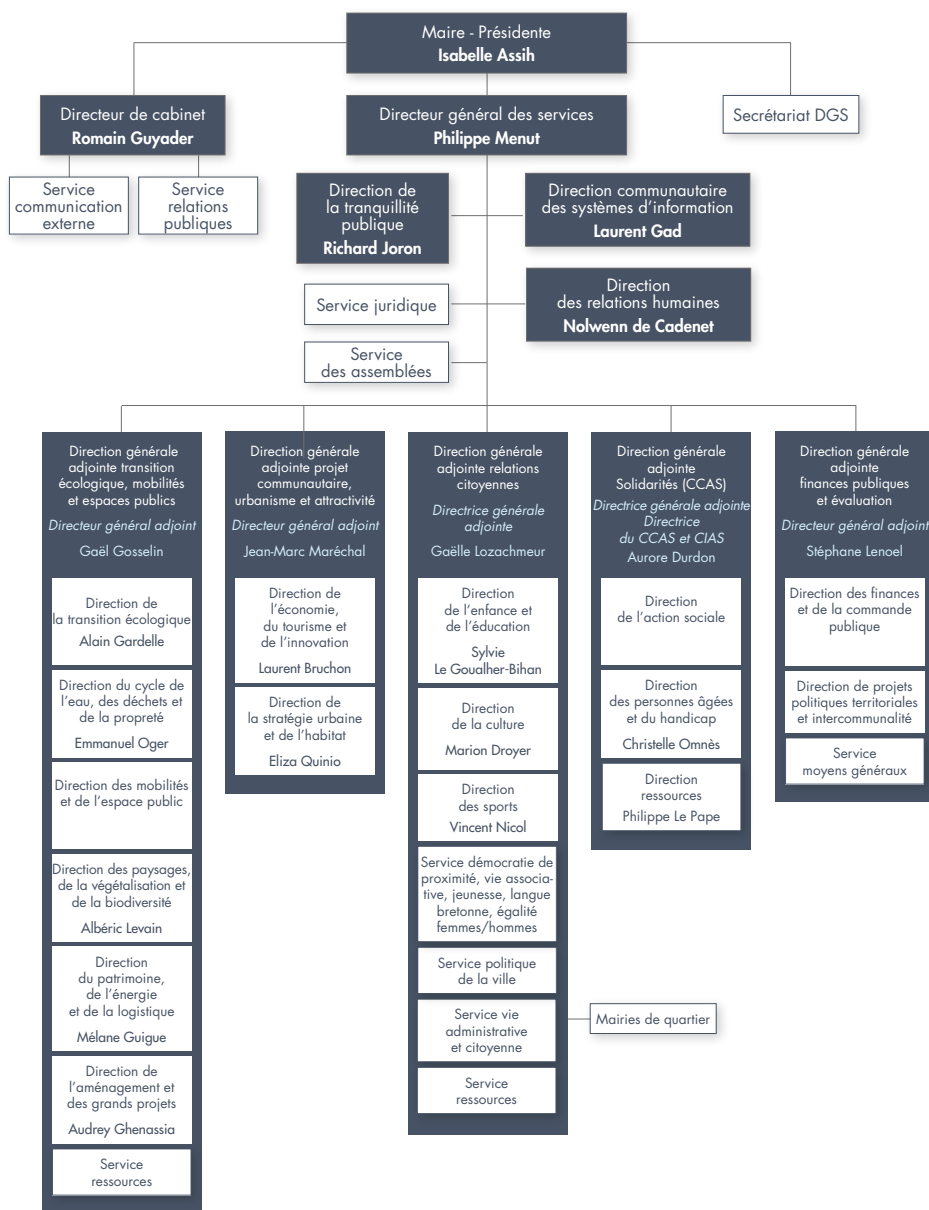 Maire - Présidente
Isabelle Assih
Directeur de cabinet
Romain Guyader
Directeur général des services
Philippe Menut
Secrétariat DGS
Service
communication
externe
Service
relations
publiques
Direction de
la tranquillité
publique
Richard Joron
Direction communautaire
des systèmes d'information
Laurent Gad
Service juridique
Direction
des relations humaines
Nolwenn de Cadenet
Service
des assemblées
Direction générale
adjointe transition
écologique, mobilités
et espaces publics
Directeur général adjoint
Gaël Gosselin
Direction de
la transition écologique
Alain Gardelle
Direction du cycle de
l'eau, des déchets et
de la propreté
Emmanuel Oger
Direction des mobilités
et de l'espace public
Direction des paysages,
de la végétalisation et
de la biodiversité
Albéric Levain
Direction
du patrimoine,
de l'énergie
et de la logistique
Mélane Guigue
Direction de
l'aménagement et
des grands projets
Audrey Ghenassia
Service
ressources
Direction générale
adjointe projet
communautaire,
urbanisme et attractivité
Directeur général adjoint
Jean-Marc Maréchal
Direction de
l'économie,
du tourisme et
de l'innovation
Laurent Bruchon
Direction de
la stratégie urbaine
et de l'habitat
Eliza Quinio
Direction générale
adjointe relations
citoyennes
Directrice générale
adjointe
Gaëlle Lozachmeur
Direction
de l'enfance et
de l'éducation
Sylvie
Le Goualher-Bihan
Direction
de la culture
Marion Droyer
Direction
des sports
Vincent Nicol
Service démocratie de
proximité, vie associa-
tive, jeunesse, langue
bretonne, égalité
femmes/hommes
Service politique
de la ville
Service vie
administrative
et citoyenne
Mairies de quartier
Service
ressources
Direction générale
adjointe
Solidarités (CCAS)
Directrice générale adjointe
Directrice
du CCAS et CIAS
Aurore Durdon
Direction
de l'action sociale
Direction
des personnes âgées
et du handicap
Christelle Omnès
Direction
ressources
Philippe Le Pape
Direction générale
adjointe
finances publiques
et évaluation
Directeur général adjoint
Stéphane Lenoel
Direction des finances
et de la commande
publique
Direction de projets
politiques territoriales
et intercommunalité
Service
moyens généraux